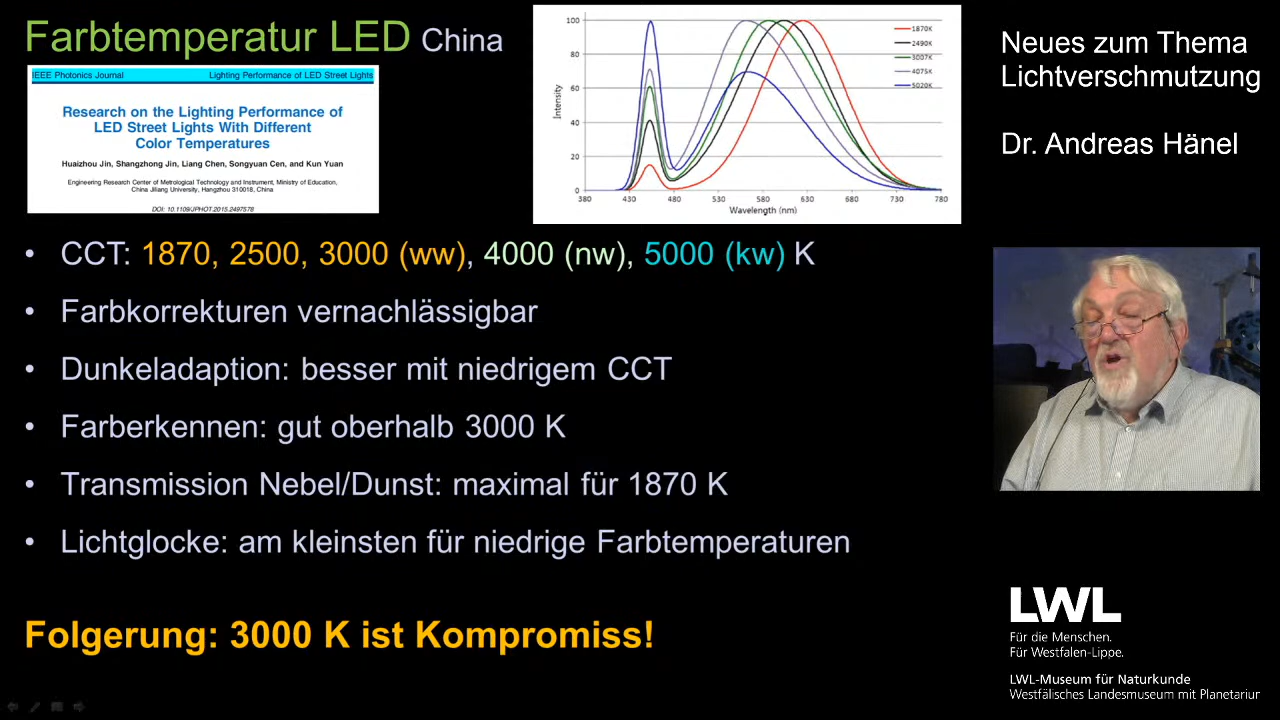 Farbtemperatur LED China
IEEE Photonics Journal Lighting Performance of LED Street Lights
Research on the Lighting Performance of
LED Street Lights With Different
Color Temperatures
Huaizhou Jin, Shangzhong Jin, Liang Chen, Songyuan Cen, and Kun Yuan
Engineering Research Center of Metrological Technology and Instrument, Ministry of Education,
China Jiliang University, Hangzhou 310018, China
DOI: 10.1109/JPHOT.2015.2497578
Intensity
100
80
60
40
20
0
380 430 480 530 580 630 680 730 780
Wavelength (nm)
1870K
2490K
3007K
4075K
5020K
• CCT: 1870, 2500, 3000 (ww), 4000 (nw), 5000 (kw) K
• Farbkorrekturen vernachlässigbar
• Dunkeladaption: besser mit niedrigem CCT
• Farberkennen: gut oberhalb 3000 K
• Transmission Nebel/Dunst: maximal für 1870 K
• Lichtglocke: am kleinsten für niedrige Farbtemperaturen
Folgerung: 3000 K ist Kompromiss!
Neues zum Thema
Lichtverschmutzung
Dr. Andreas Hänel
LWL
Für die Menschen.
Für Westfalen-Lippe.
LWL-Museum für Naturkunde
Westfälisches Landesmuseum mit Planetarium